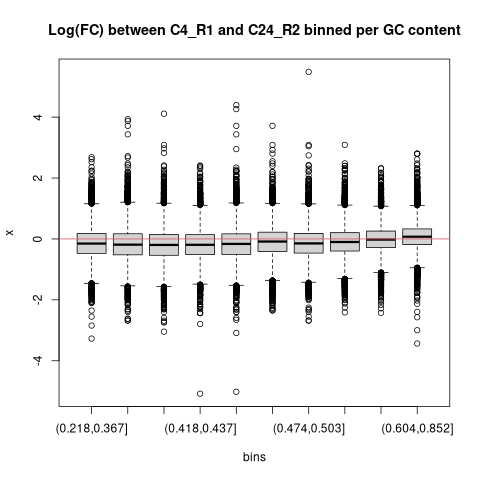 Log(FC) between C4_R1 and C24_R2 binned per GC content
x
4
2
0
-2
-4
(0.218,0.367] (0.418,0.437] (0.474,0.503] (0.604,0.852]
bins